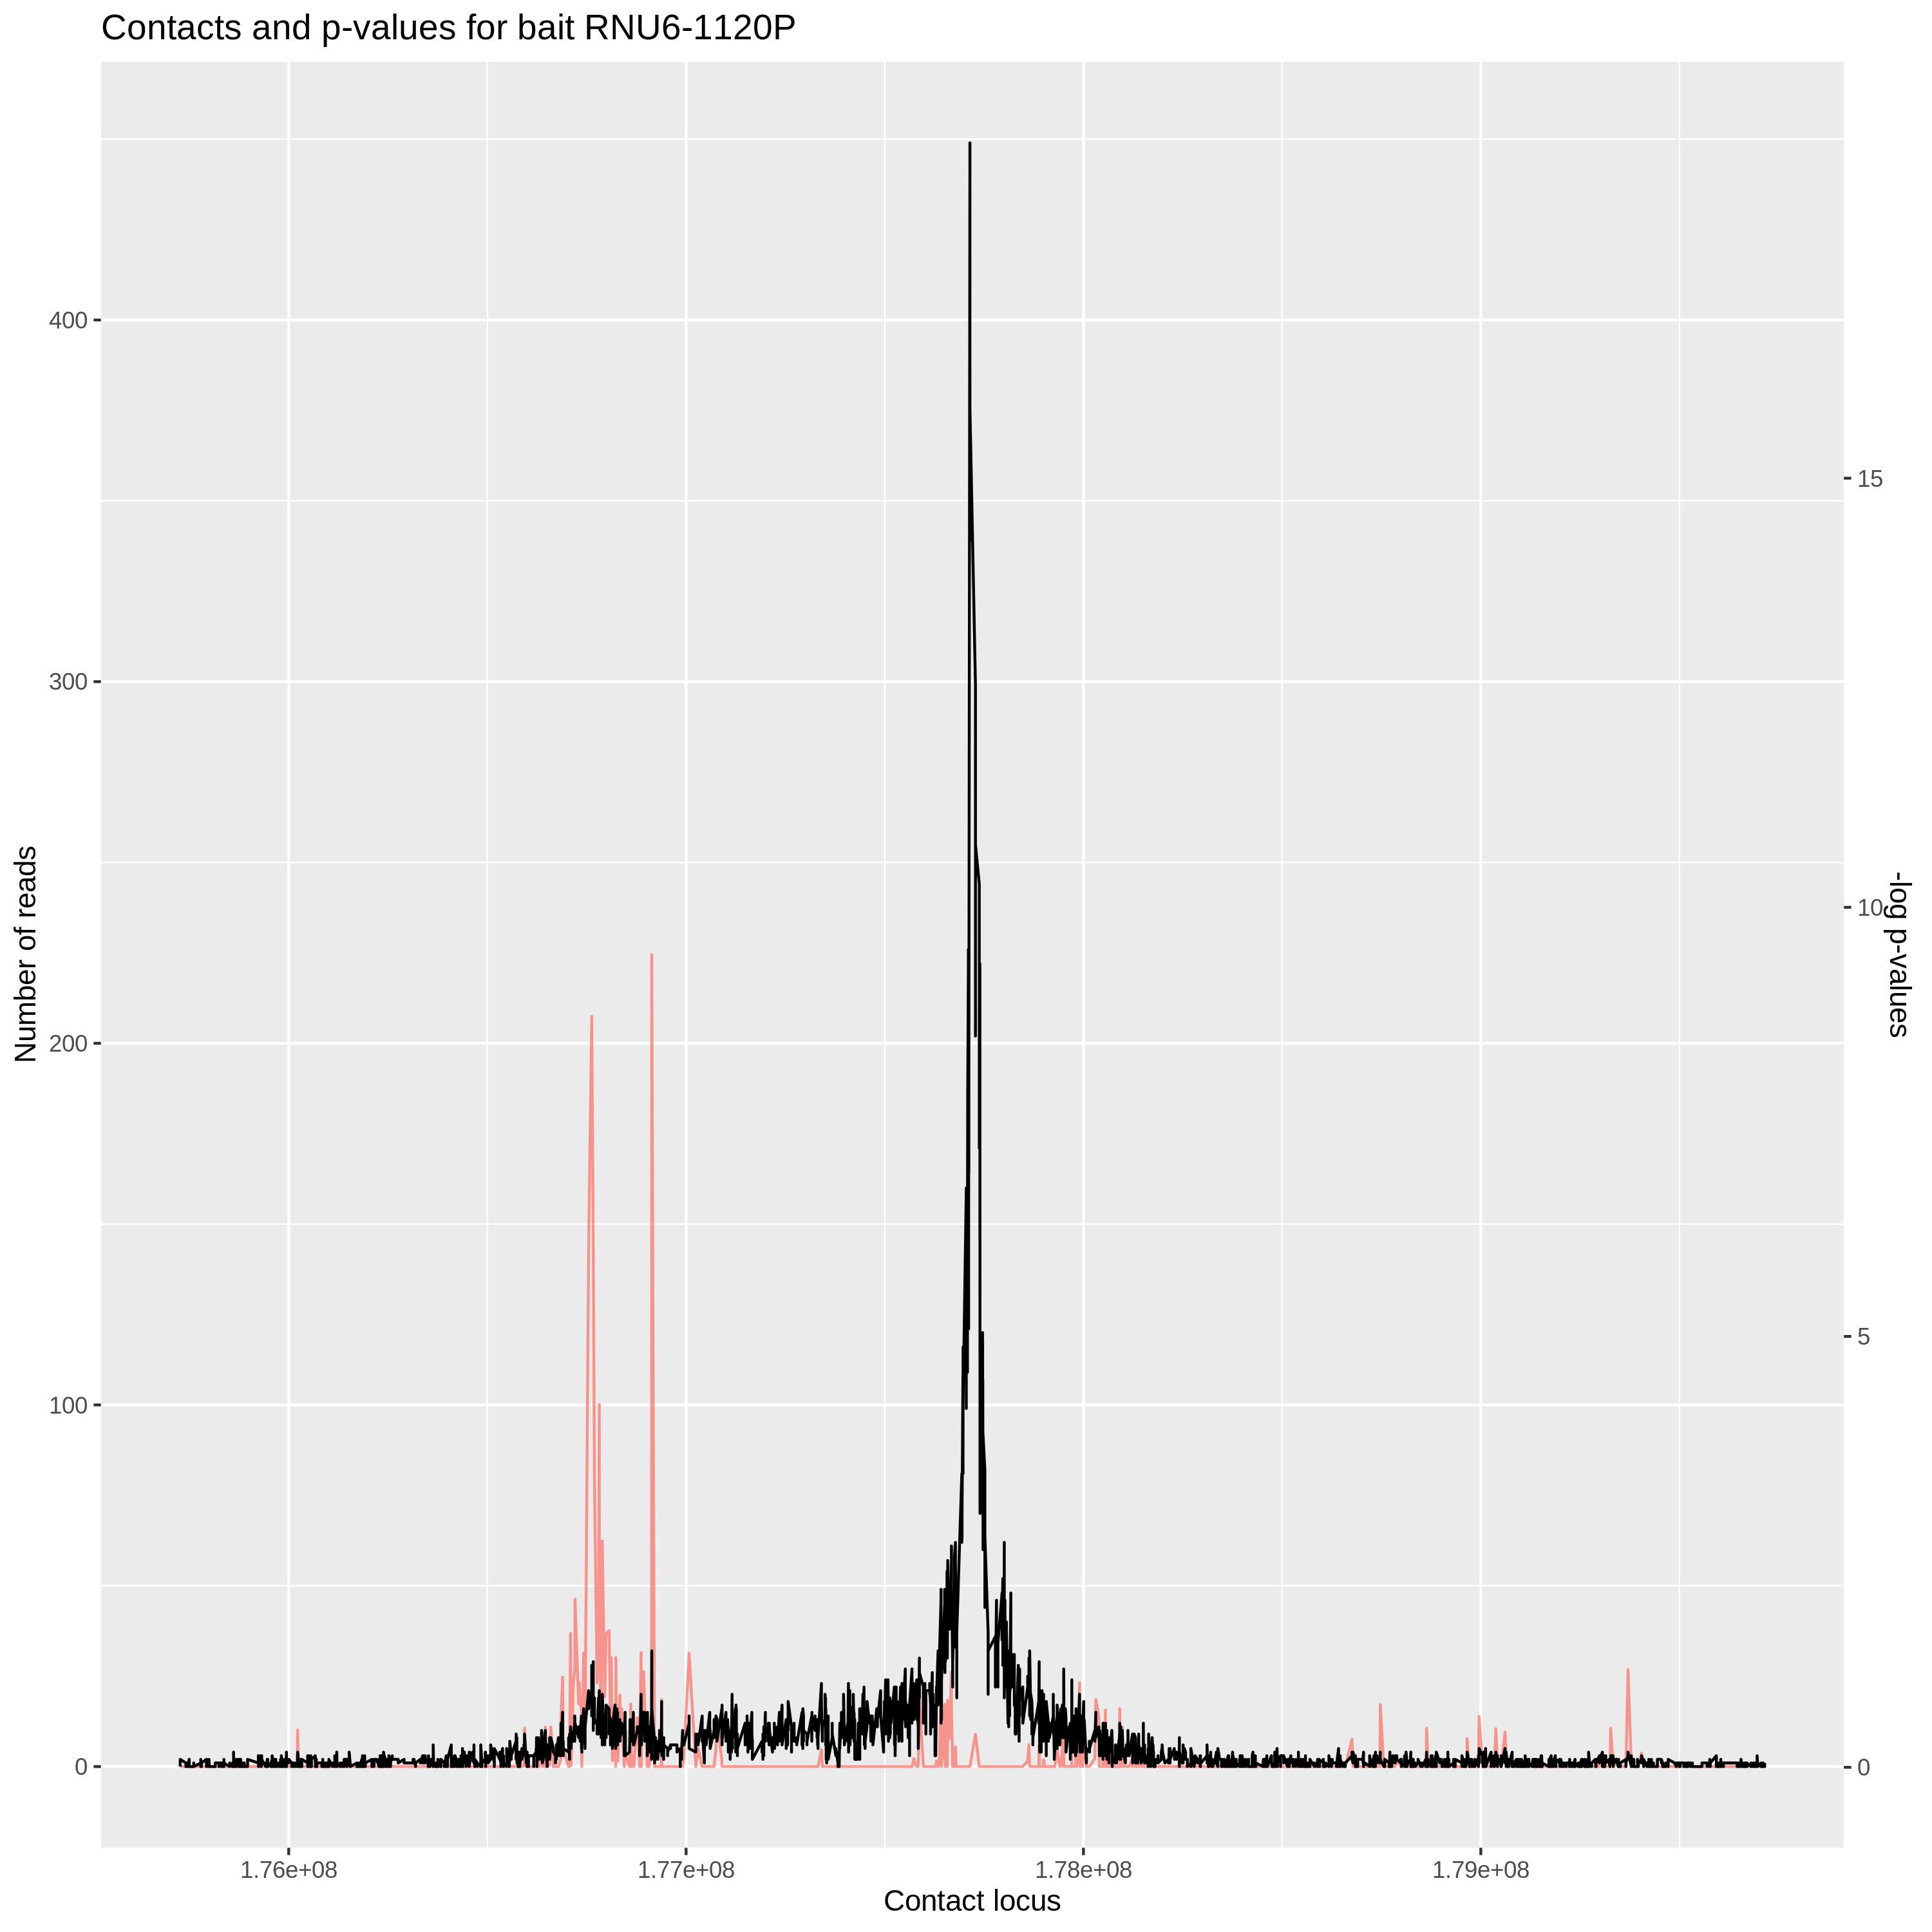 Contacts and p-values for bait RNU6-1120P
400
300
200
100
0
Number of reads
15
10
5
0
-log p-values
1.76e+08
1.77e+08
1.78e+08
1.79e+08
Contact locus